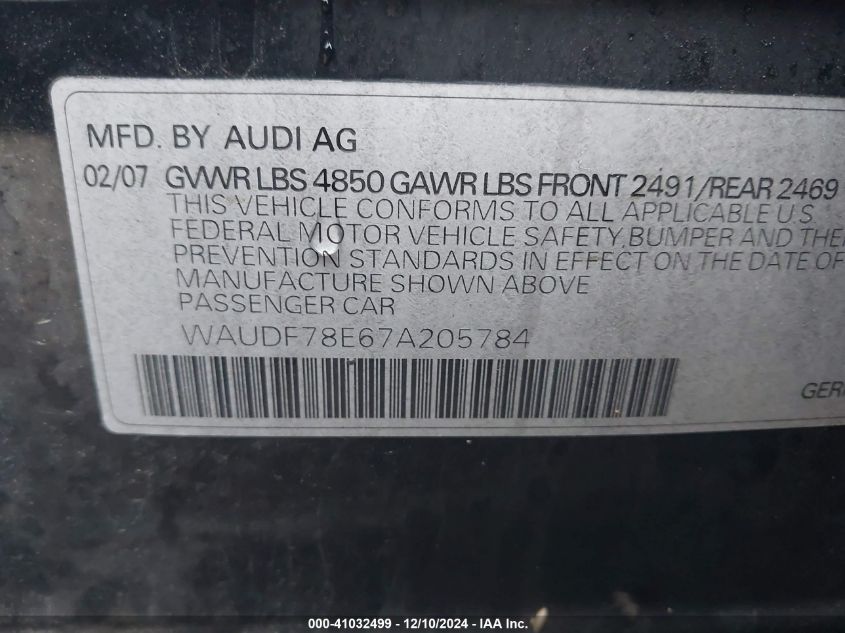 MFD. BY AUDI AG
02/07 GVWR LBS 4850 GAWR LBS FRONT 2491/REAR 2469
THIS VEHICLE CONFORMS TO ALL APPLICABLE U.S.
FEDERAL MOTOR VEHICLE SAFETY, BUMPER AND THE
PREVENTION STANDARDS IN EFFECT ON THE DATE OF
MANUFACTURE SHOWN ABOVE
PASSENGER CAR
WAUDF78E67A205784
GER
000-41032499 - 12/10/2024 - IAA Inc.